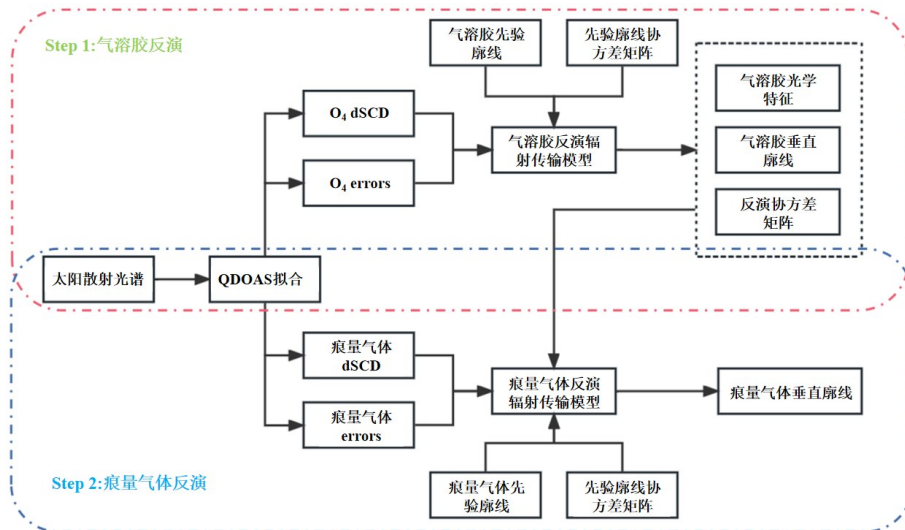 Step 1:气溶胶反演
气溶胶先验
廓线
先验廓线协
方差矩阵
O₄ dSCD
O₄ errors
气溶胶反演辐
射传输模型
气溶胶光学
特征
气溶胶垂直
廓线
反演协方差
矩阵
太阳散射光谱
QDOAS拟合
痕量气体
dSCD
痕量气体
errors
痕量气体反演
辐射传输模型
痕量气体垂直廓线
痕量气体先
验廓线
先验廓线协
方差矩阵
Step 2:痕量气体反演